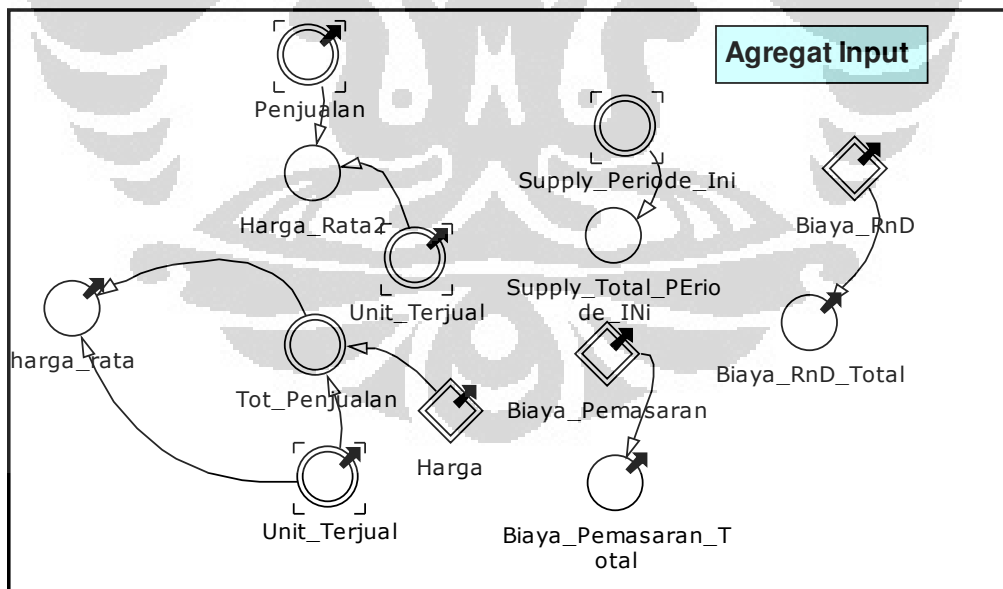 Agregat Input
Penjualan
Harga_Rata2
Unit_Terjual
Supply_Periode_Ini
Supply_Total_PErio
de_INi
Biaya_RnD
Biaya_RnD_Total
harga_rata
Tot_Penjualan
Harga
Unit_Terjual
Biaya_Pemasaran
Biaya_Pemasaran_T
otal